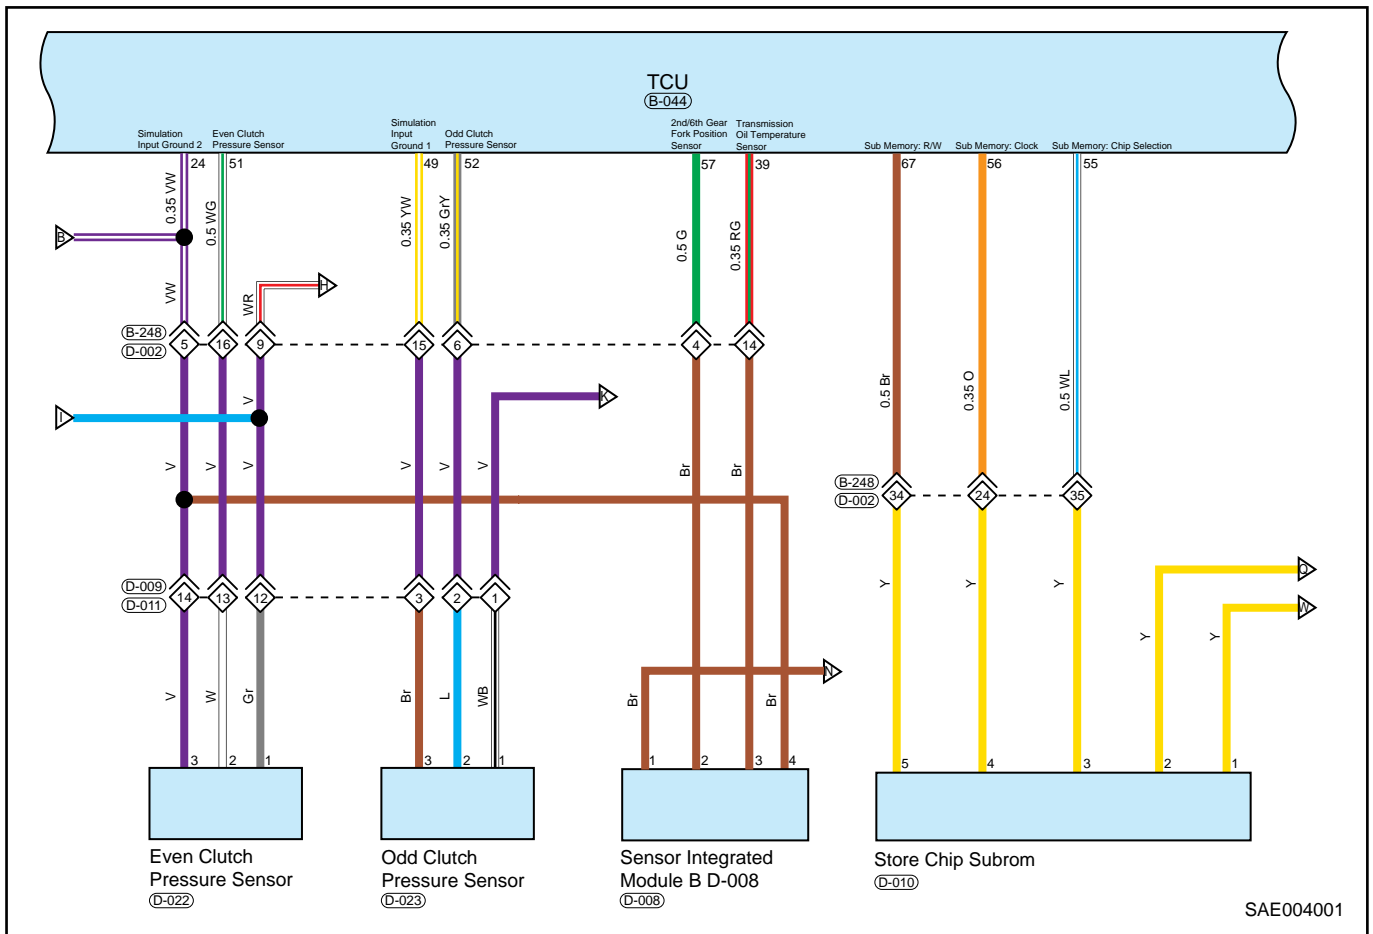 TCU
B-044
Simulation
Input Ground 2
Even Clutch
Pressure Sensor
Simulation
Input
Ground 1
Odd Clutch
Pressure Sensor
2nd/6th Gear
Fork Position
Sensor
Transmission
Oil Temperature
Sensor
Sub Memory: R/W
Sub Memory: Clock
Sub Memory: Chip Selection
24
51
49
52
57
39
67
56
55
0.35 VW
0.5 WG
0.35 YW
0.35 GrY
0.5 G
0.35 RG
B
VW
WR
H
B-248
D-002
5
16
9
15
6
4
14
0.5 Br
0.35 O
0.5 WL
I
V
K
V
V
V
V
V
V
Br
Br
B-248
D-002
34
24
35
D-009
D-011
14
13
12
3
2
1
Y
Y
Y
Q
W
Y
Y
N
V
W
Gr
Br
L
WB
Br
Br
3
2
1
3
2
1
1
2
3
4
5
4
3
2
1
Even Clutch
Pressure Sensor
D-022
Odd Clutch
Pressure Sensor
D-023
Sensor Integrated
Module B D-008
D-008
Store Chip Subrom
D-010
SAE004001